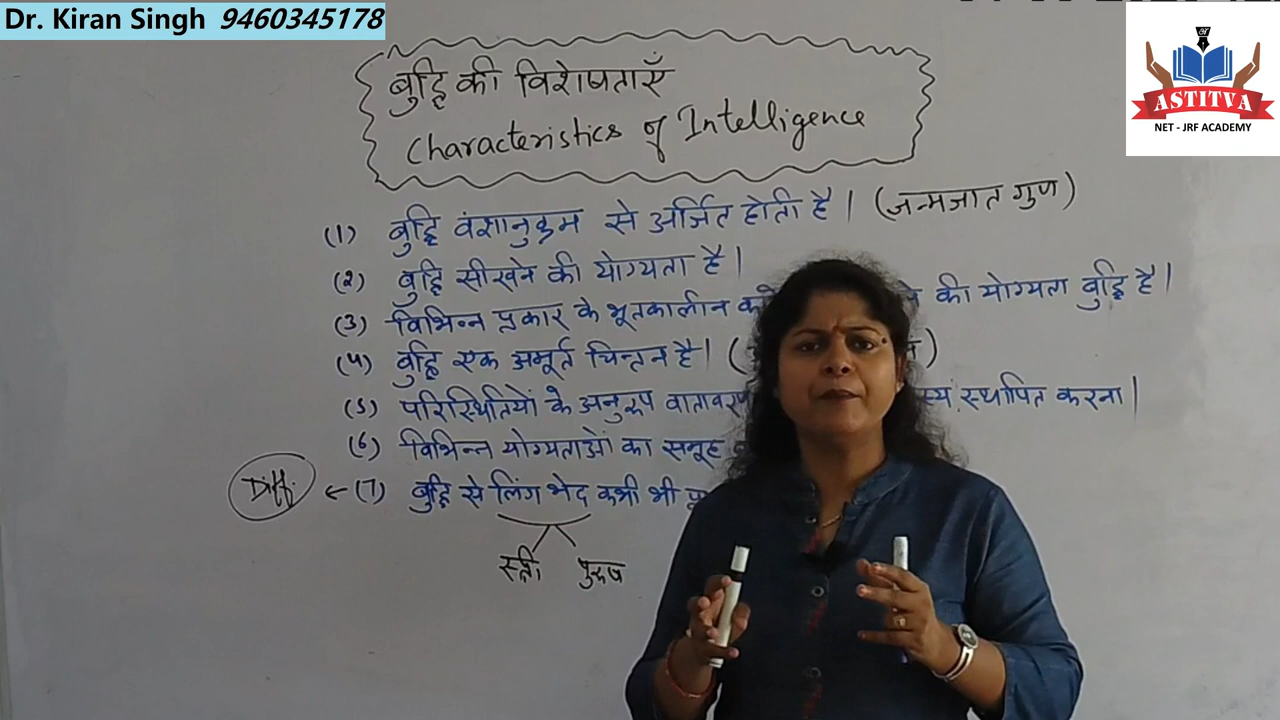 Dr. Kiran Singh 9460345178
ASTITVA
NET - JRF ACADEMY
बुद्धि की विशेषताएँ
Characteristics of Intelligence
(1) बुद्धि वंशानुक्रम से अर्जित होती है। (जन्मजात गुण)
(2) बुद्धि सीखने की योग्यता है।
(3) विभिन्न प्रकार के भूतकालीन की योग्यता बुद्धि है।
(4) बुद्धि एक अमूर्त चिन्तन है।
(5) परिस्थितियों के अनुरूप वातावरण स्थापित करना।
(6) विभिन्न योग्यताओं का समूह
Diff. ← (7) बुद्धि से लिंग भेद कभी भी
स्त्री पुरुष